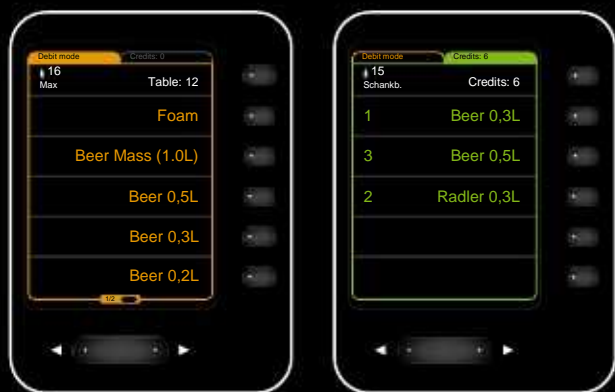 Debit mode Credits: 0
16
Max Table: 12
Foam
Beer Mass (1.0L)
Beer 0,5L
Beer 0,3L
Beer 0,2L
1/2
Debit mode Credits: 6
15
Schankb. Credits: 6
1 Beer 0,3L
3 Beer 0,5L
2 Radler 0,3L